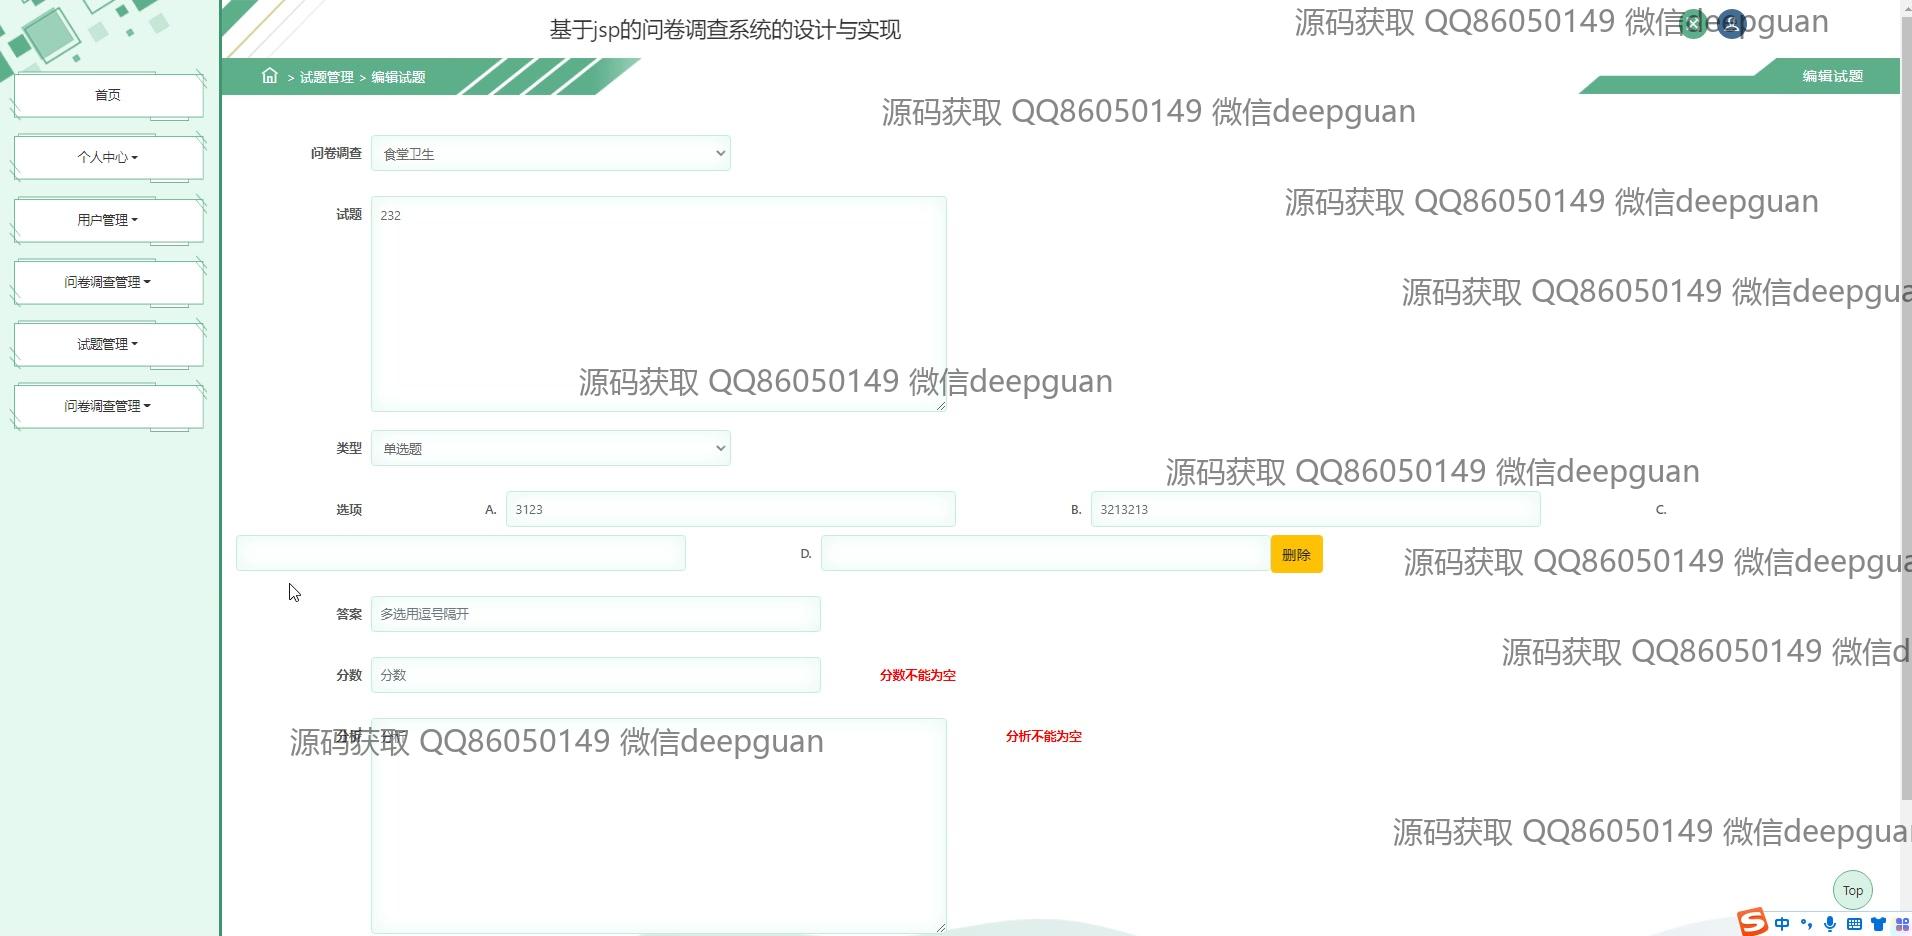 基于jsp的问卷调查系统的设计与实现
源码获取 QQ86050149 微信deepguan
> 试题管理 > 编辑试题
编辑试题
首页
源码获取 QQ86050149 微信deepguan
问卷调查 食堂卫生
个人中心
源码获取 QQ86050149 微信deepguan
试题 232
用户管理
问卷调查管理
源码获取 QQ86050149 微信deepgua
试题管理
源码获取 QQ86050149 微信deepguan
问卷调查管理
类型 单选题
源码获取 QQ86050149 微信deepguan
选项 A. 3123 B. 3213213 C.
D. 删除
源码获取 QQ86050149 微信deepgua
答案 多选用逗号隔开
源码获取 QQ86050149 微信d
分数 分数 分数不能为空
分析 分析 分析不能为空
源码获取 QQ86050149 微信deepguan
源码获取 QQ86050149 微信deepguan
Top
中